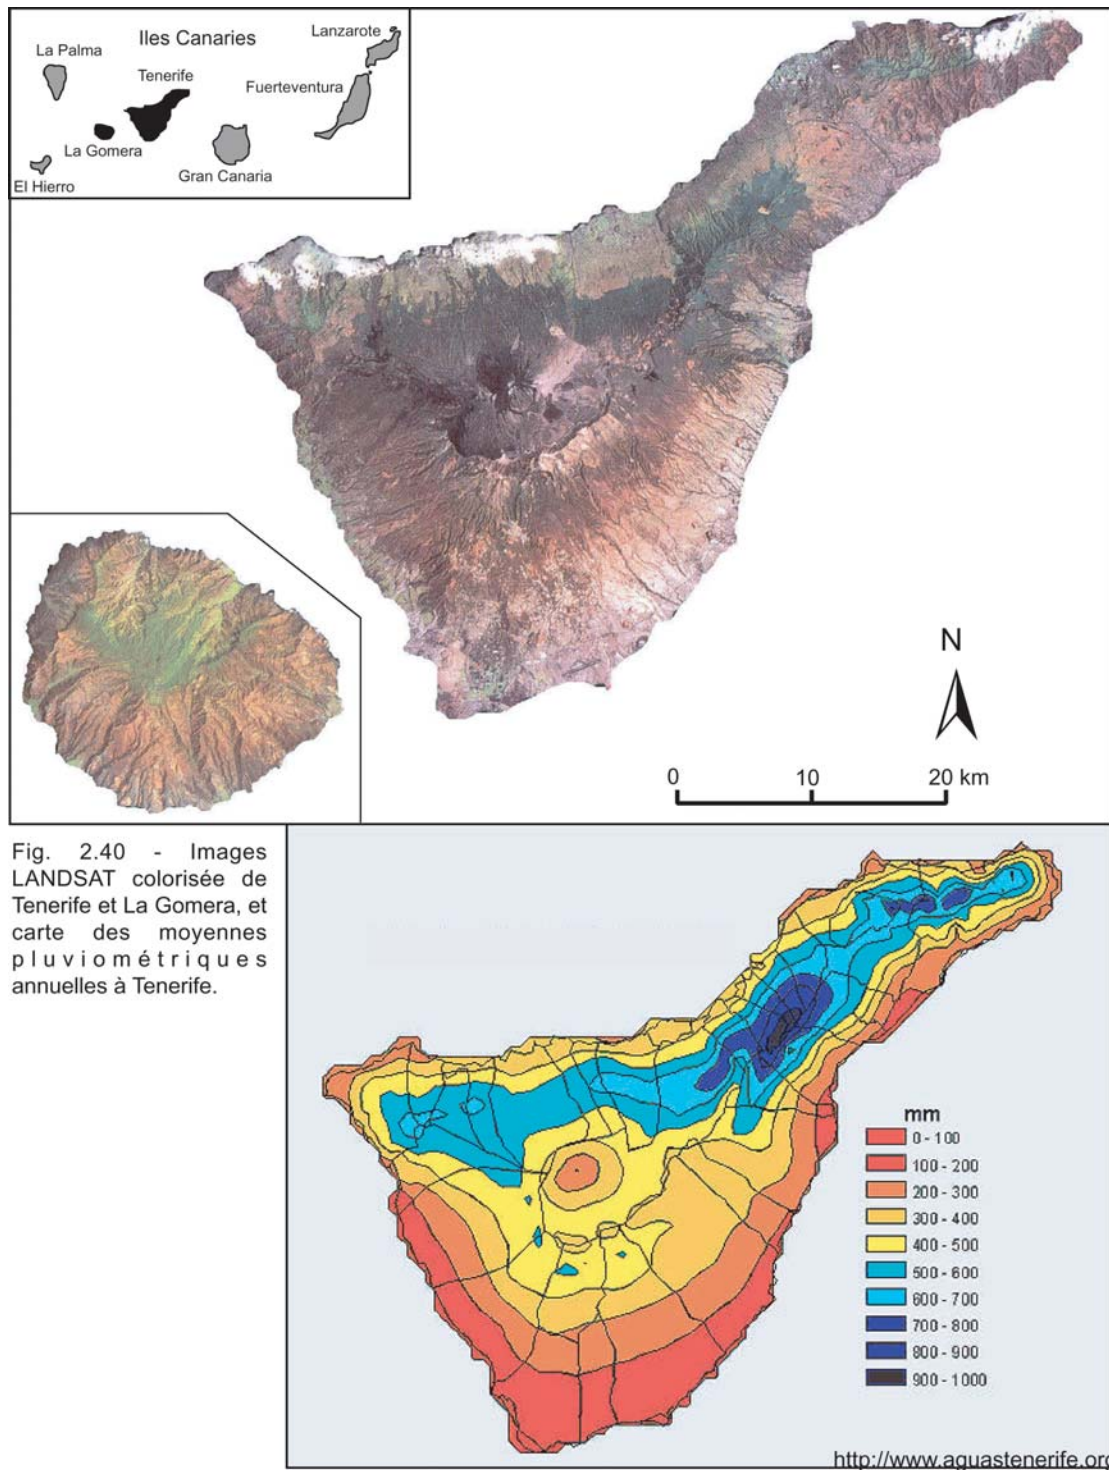 Iles Canaries
Lanzarote
La Palma
Tenerife
Fuerteventura
La Gomera
Gran Canaria
El Hierro
N
0 10 20 km
Fig. 2.40 - Images
LANDSAT colorisée de
Tenerife et La Gomera, et
carte des moyennes
pluviométriques
annuelles à Tenerife.
mm
0 - 100
100 - 200
200 - 300
300 - 400
400 - 500
500 - 600
600 - 700
700 - 800
800 - 900
900 - 1000
http://www.aguastenerife.org